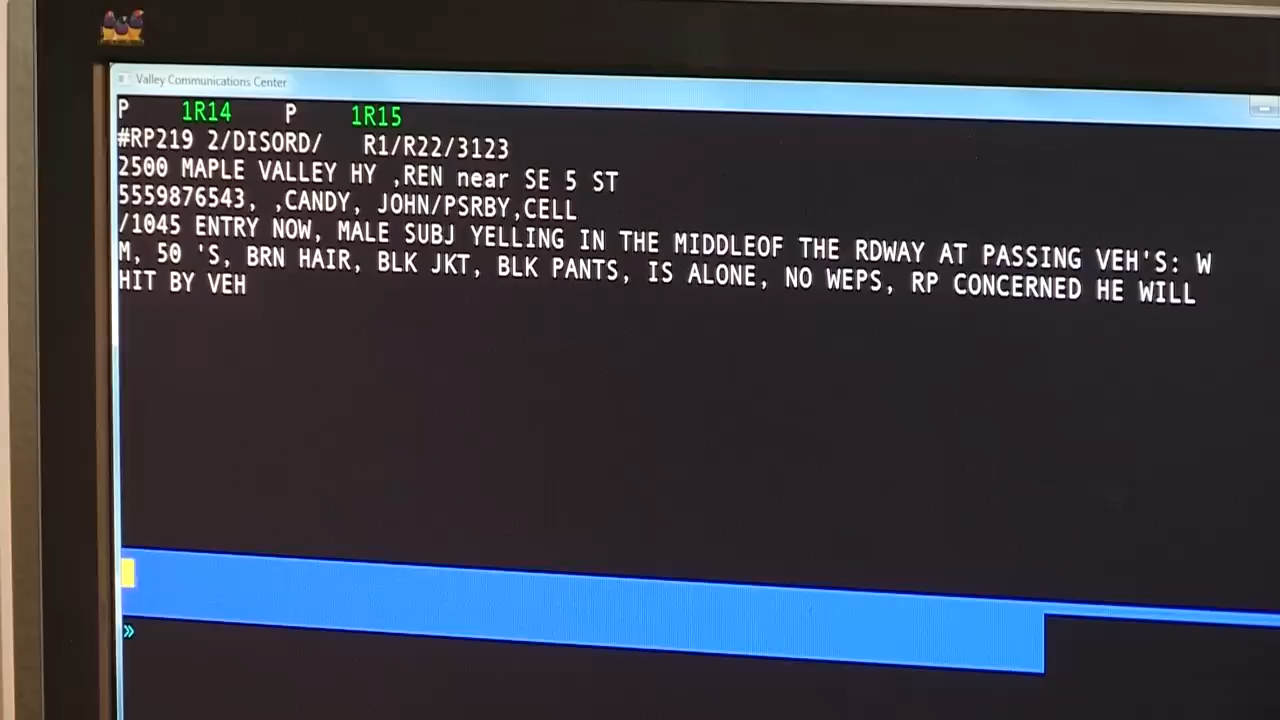 Valley Communications Center
P 1R14 P 1R15
#RP219 2/DISORD/ R1/R22/3123
2500 MAPLE VALLEY HY ,REN near SE 5 ST
5559876543, ,CANDY, JOHN/PSRBY,CELL
/1045 ENTRY NOW, MALE SUBJ YELLING IN THE MIDDLEOF THE RDWAY AT PASSING VEH'S: W
M, 50 'S, BRN HAIR, BLK JKT, BLK PANTS, IS ALONE, NO WEPS, RP CONCERNED HE WILL
HIT BY VEH
»